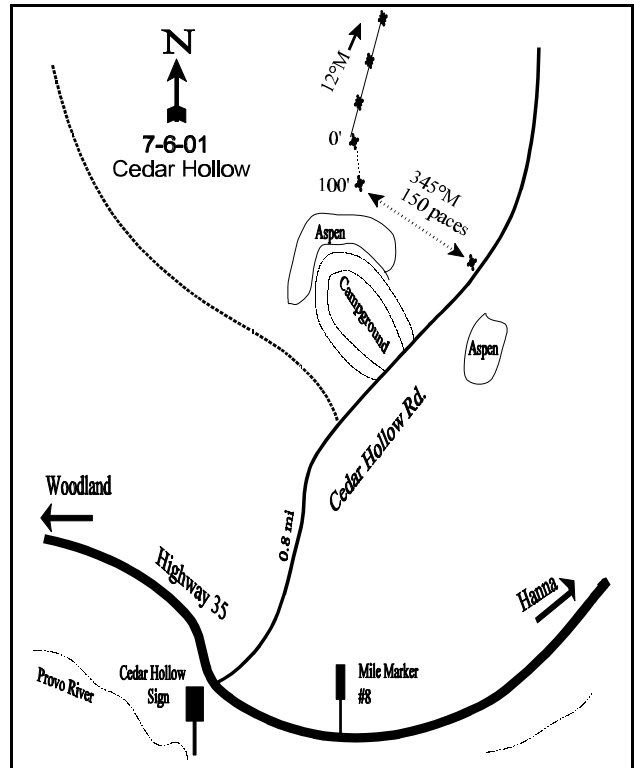 N
7-6-01
Cedar Hollow
12°M
0'
100'
345°M
150 paces
Aspen
Campground
Aspen
Cedar Hollow Rd.
Woodland
0.8 mi
Highway 35
Hanna
Provo River
Cedar Hollow
Sign
Mile Marker
#8